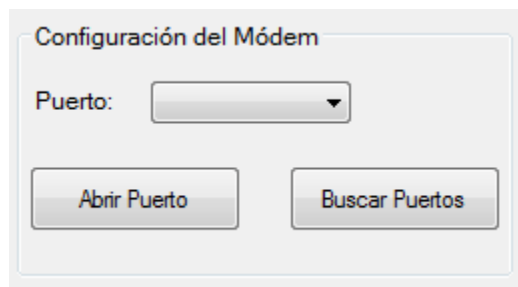 Configuración del Módem
Puerto:
Abrir Puerto
Buscar Puertos